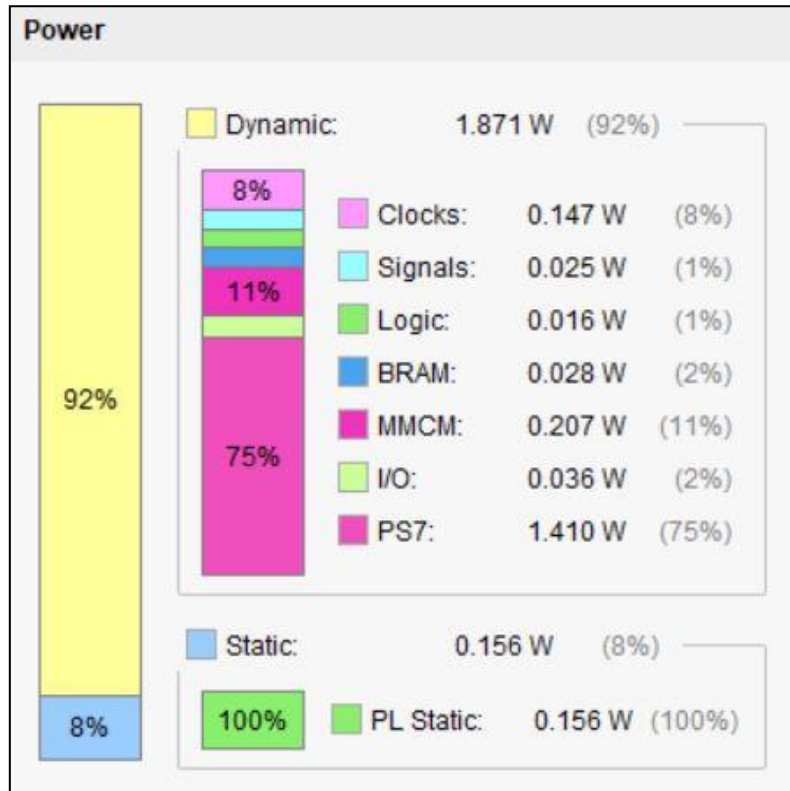 Power
Dynamic: 1.871 W (92%)
8%
Clocks: 0.147 W (8%)
Signals: 0.025 W (1%)
11%
Logic: 0.016 W (1%)
BRAM: 0.028 W (2%)
92%
75%
MMCM: 0.207 W (11%)
I/O: 0.036 W (2%)
PS7: 1.410 W (75%)
Static: 0.156 W (8%)
8%
100%
PL Static: 0.156 W (100%)